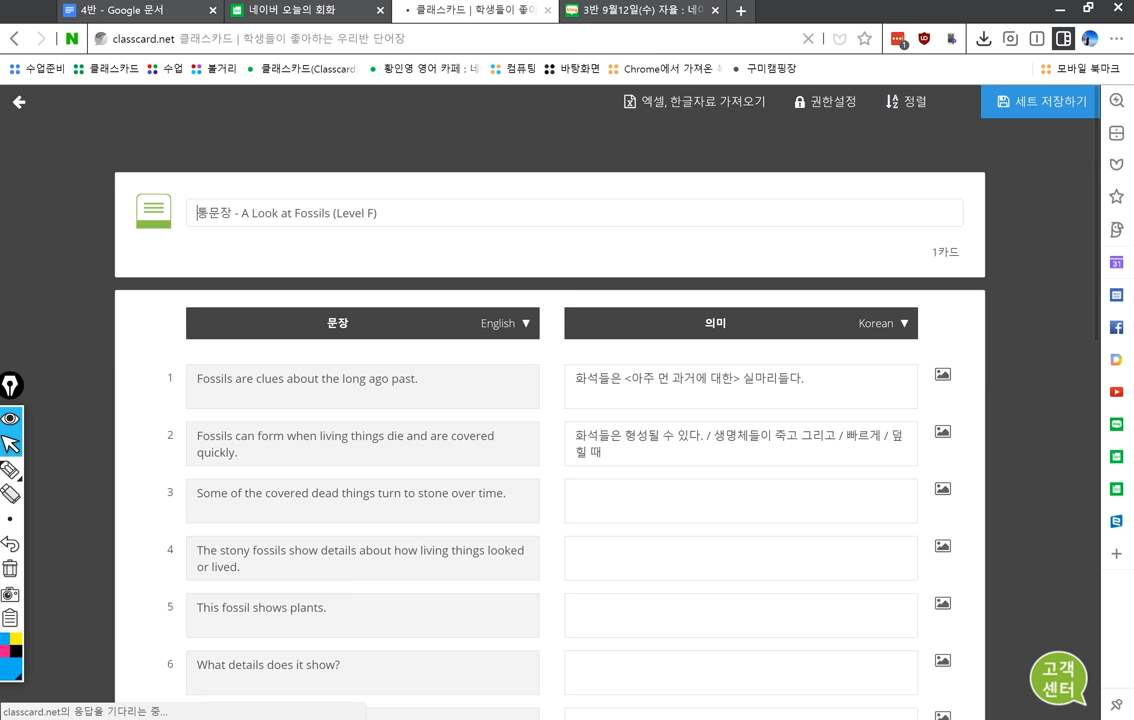 4반 - Google 문서
네이버 오늘의 회화
클래스카드 | 학생들이 좋아
3반 9월12일(수) 자율 : 네이
classcard.net 클래스카드 | 학생들이 좋아하는 우리반 단어장
수업준비 클래스카드 수업 볼거리 클래스카드(Classcard 황인영 영어 카페 : 네 컴퓨팅 바탕화면 Chrome에서 가져온 구미캠핑장 모바일 북마크
엑셀, 한글자료 가져오기 권한설정 정렬 세트 저장하기
통문장 - A Look at Fossils (Level F)
1카드
문장 English ▼ 의미 Korean ▼
1 Fossils are clues about the long ago past.
화석들은 <아주 먼 과거에 대한> 실마리들다.
2 Fossils can form when living things die and are covered
quickly.
화석들은 형성될 수 있다. / 생명체들이 죽고 그리고 / 빠르게 / 덮
힐 때
3 Some of the covered dead things turn to stone over time.
4 The stony fossils show details about how living things looked
or lived.
5 This fossil shows plants.
6 What details does it show?
고객
센터
classcard.net의 응답을 기다리는 중...